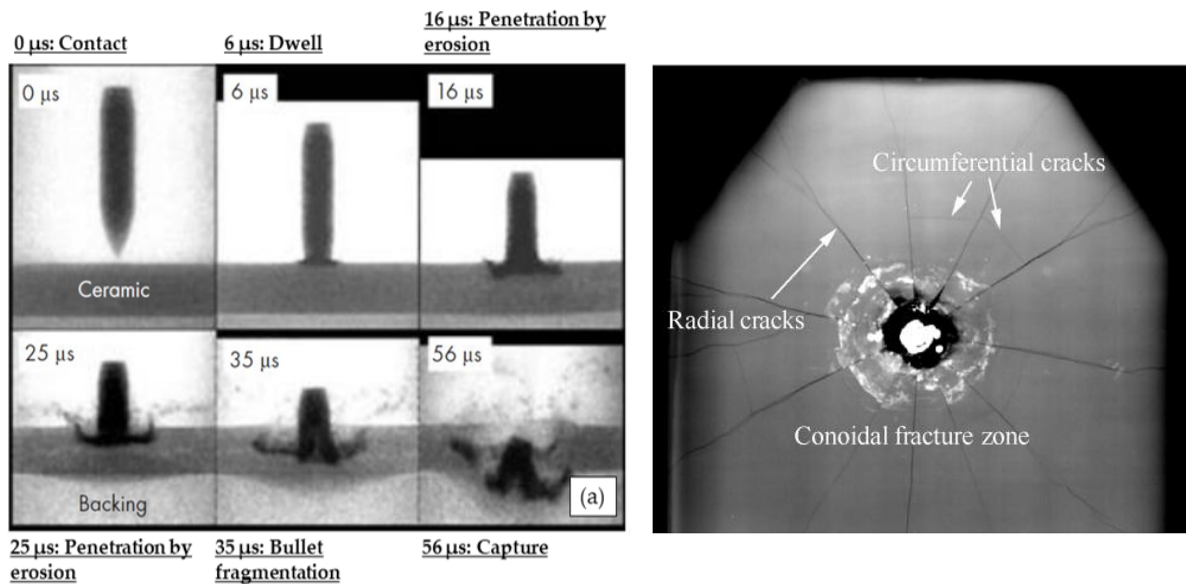 0 µs: Contact
6 µs: Dwell
16 µs: Penetration by
erosion
0 µs
6 µs
16 µs
Ceramic
25 µs
35 µs
56 µs
Backing
(a)
25 µs: Penetration by
erosion
35 µs: Bullet
fragmentation
56 µs: Capture
Circumferential cracks
Radial cracks
Conoidal fracture zone